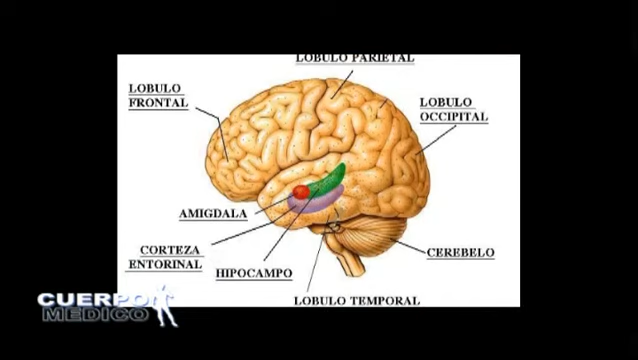 LOBULO PARIETAL
LOBULO
FRONTAL
LOBULO
OCCIPITAL
AMIGDALA
CORTEZA
ENTORINAL
HIPOCAMPO
CEREBELO
LOBULO TEMPORAL
CUERPO
MEDICO